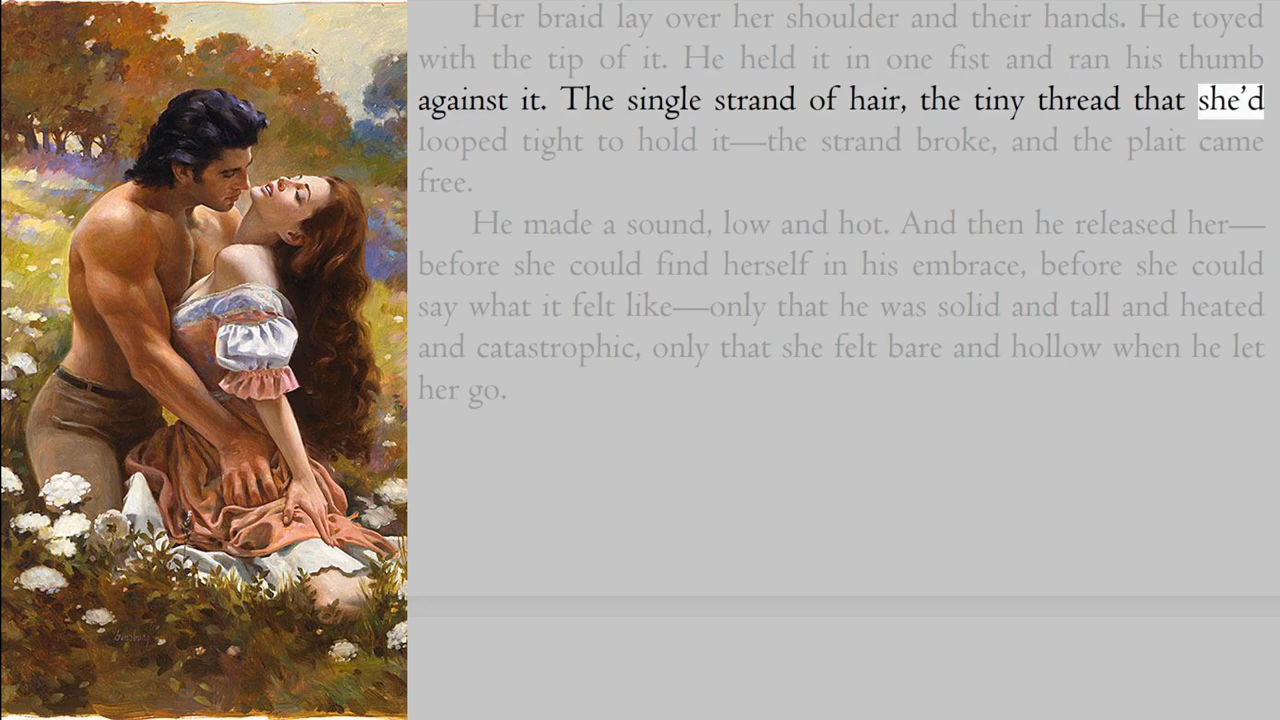 Her braid lay over her shoulder and their hands. He toyed
with the tip of it. He held it in one fist and ran his thumb
against it. The single strand of hair, the tiny thread that she’d
looped tight to hold it—the strand broke, and the plait came
free.
He made a sound, low and hot. And then he released her—
before she could find herself in his embrace, before she could
say what it felt like—only that he was solid and tall and heated
and catastrophic, only that she felt bare and hollow when he let
her go.